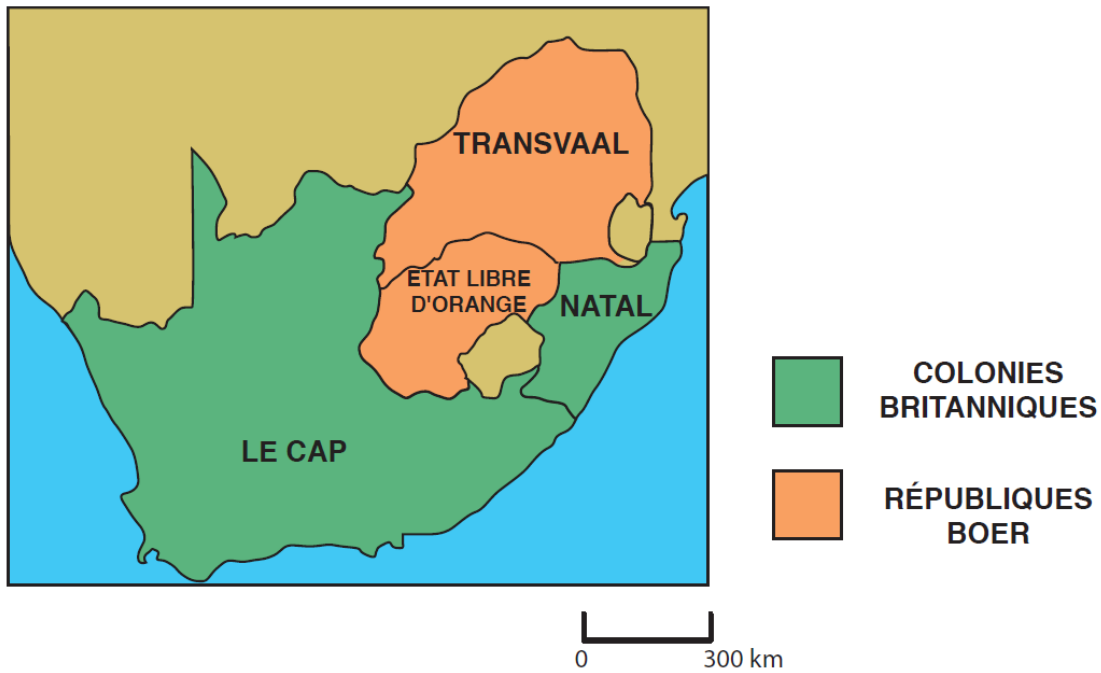 TRANSVAAL
ETAT LIBRE
D'ORANGE
NATAL
LE CAP
COLONIES
BRITANNIQUES
RÉPUBLIQUES
BOER
0 300 km